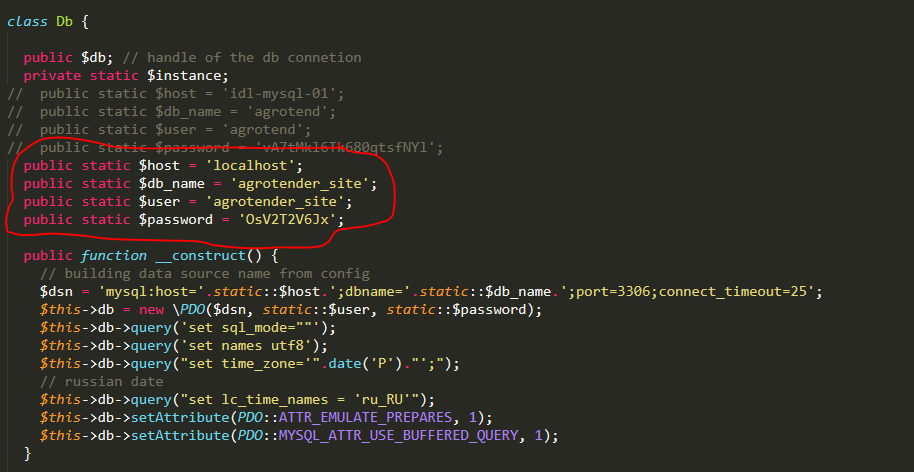 class Db {
public $db; // handle of the db connetion
private static $instance;
// public static $host = 'idl-mysql-01';
// public static $db_name = 'agrotend';
// public static $user = 'agrotend';
// public static $password = 'vA7tMkl6Tk680qtsfNYl';
public static $host = 'localhost';
public static $db_name = 'agrotender_site';
public static $user = 'agrotender_site';
public static $password = 'OsV2T2V6Jx';
public function __construct() {
// building data source name from config
$dsn = 'mysql:host='.static::$host.';dbname='.static::$db_name.';port=3306;connect_timeout=25';
$this->db = new \PDO($dsn, static::$user, static::$password);
$this->db->query('set sql_mode=""');
$this->db->query('set names utf8');
$this->db->query("set time_zone='".date('P')."';");
// russian date
$this->db->query("set lc_time_names = 'ru_RU'");
$this->db->setAttribute(PDO::ATTR_EMULATE_PREPARES, 1);
$this->db->setAttribute(PDO::MYSQL_ATTR_USE_BUFFERED_QUERY, 1);
}